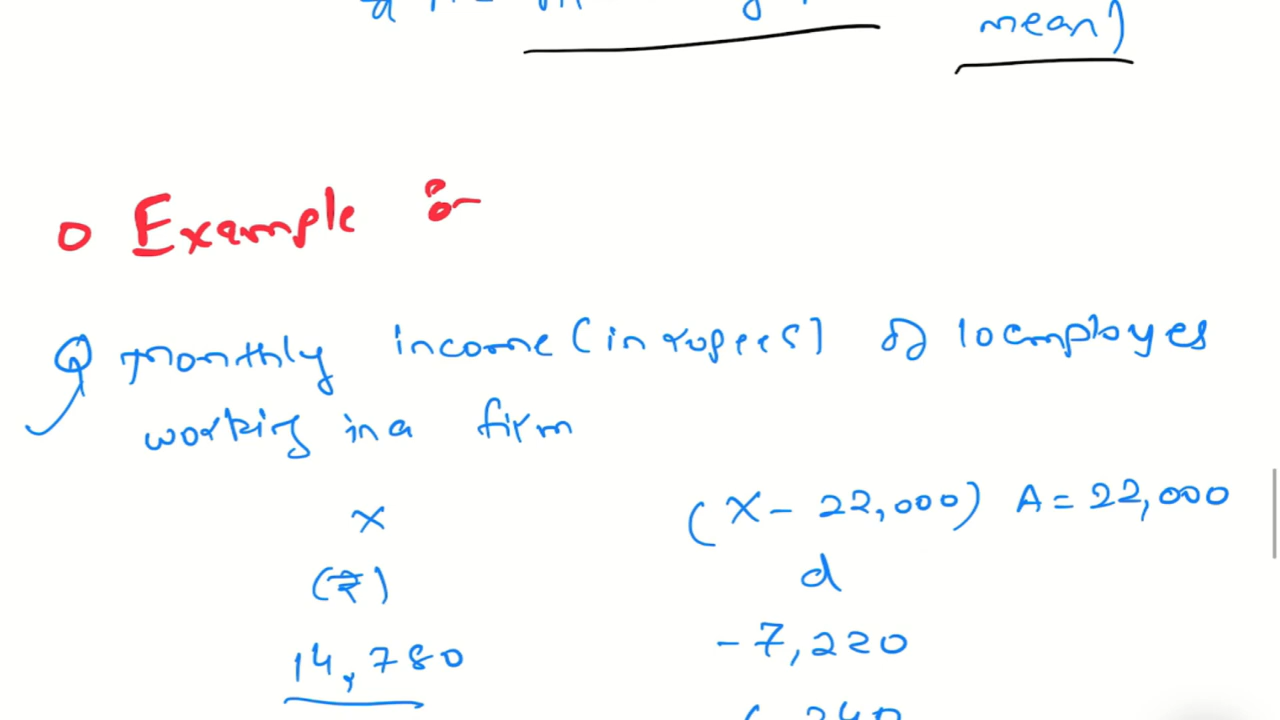 mean)
o Example :-
Q monthly income (in rupees) of 10 employes
working in a firm
x (X - 22,000) A = 22,000
(₹) d
14,780 - 7,220